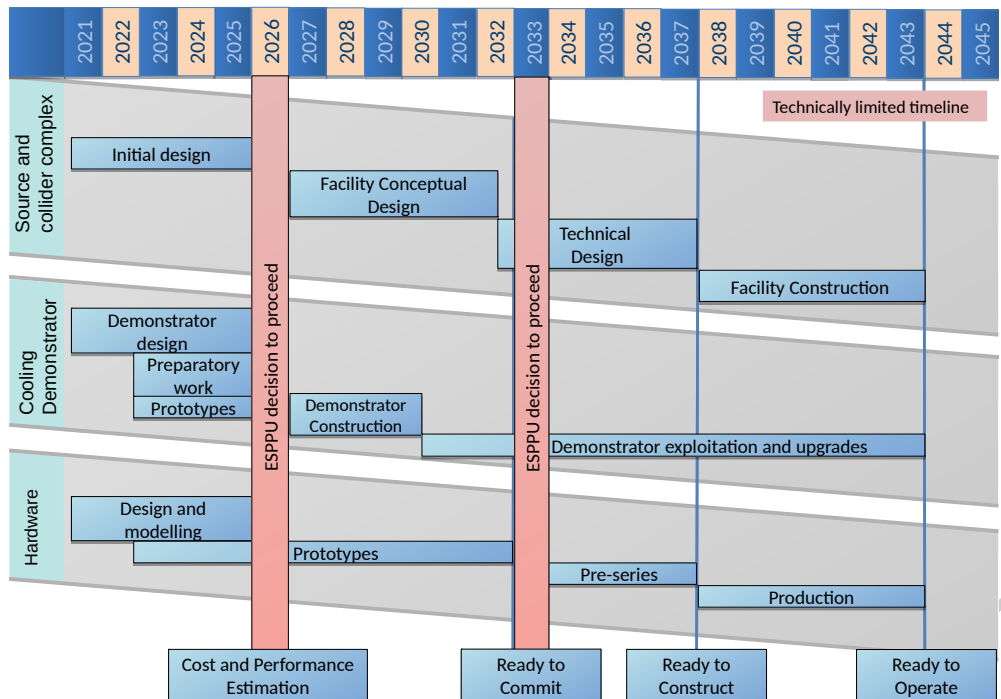 2021 2022 2023 2024 2025 2026 2027 2028 2029 2030 2031 2032 2033 2034 2035 2036 2037 2038 2039 2040 2041 2042 2043 2044 2045
Technically limited timeline
Source and
collider complex
Initial design
Facility Conceptual
Design
Technical
Design
Facility Construction
ESPPU decision to proceed
ESPPU decision to proceed
Cooling
Demonstrator
Demonstrator
design
Preparatory
work
Prototypes
Demonstrator
Construction
Demonstrator exploitation and upgrades
Hardware
Design and
modelling
Prototypes
Pre-series
Production
Cost and Performance
Estimation
Ready to
Commit
Ready to
Construct
Ready to
Operate